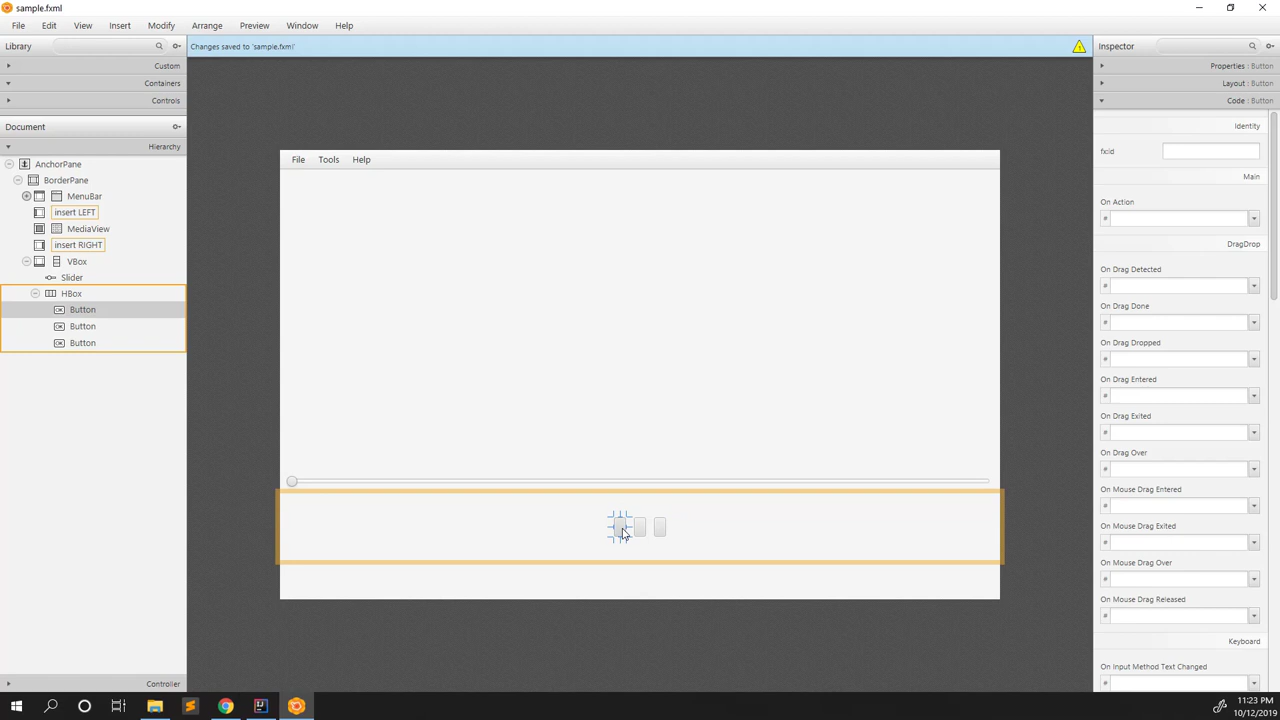 sample.fxml
File Edit View Insert Modify Arrange Preview Window Help
Library
Changes saved to 'sample.fxml'
Inspector
Custom
Properties : Button
Containers
Layout : Button
Controls
Code : Button
Document
Identity
Hierarchy
fx:id
AnchorPane
File Tools Help
Main
BorderPane
MenuBar
On Action
#
insert LEFT
MediaView
insert RIGHT
DragDrop
VBox
On Drag Detected
Slider
#
HBox
On Drag Done
OK Button
#
OK Button
On Drag Dropped
OK Button
#
On Drag Entered
#
On Drag Exited
#
On Drag Over
#
On Mouse Drag Entered
#
On Mouse Drag Exited
#
On Mouse Drag Over
#
On Mouse Drag Released
#
Keyboard
On Input Method Text Changed
#
Controller
11:23 PM
10/12/2019